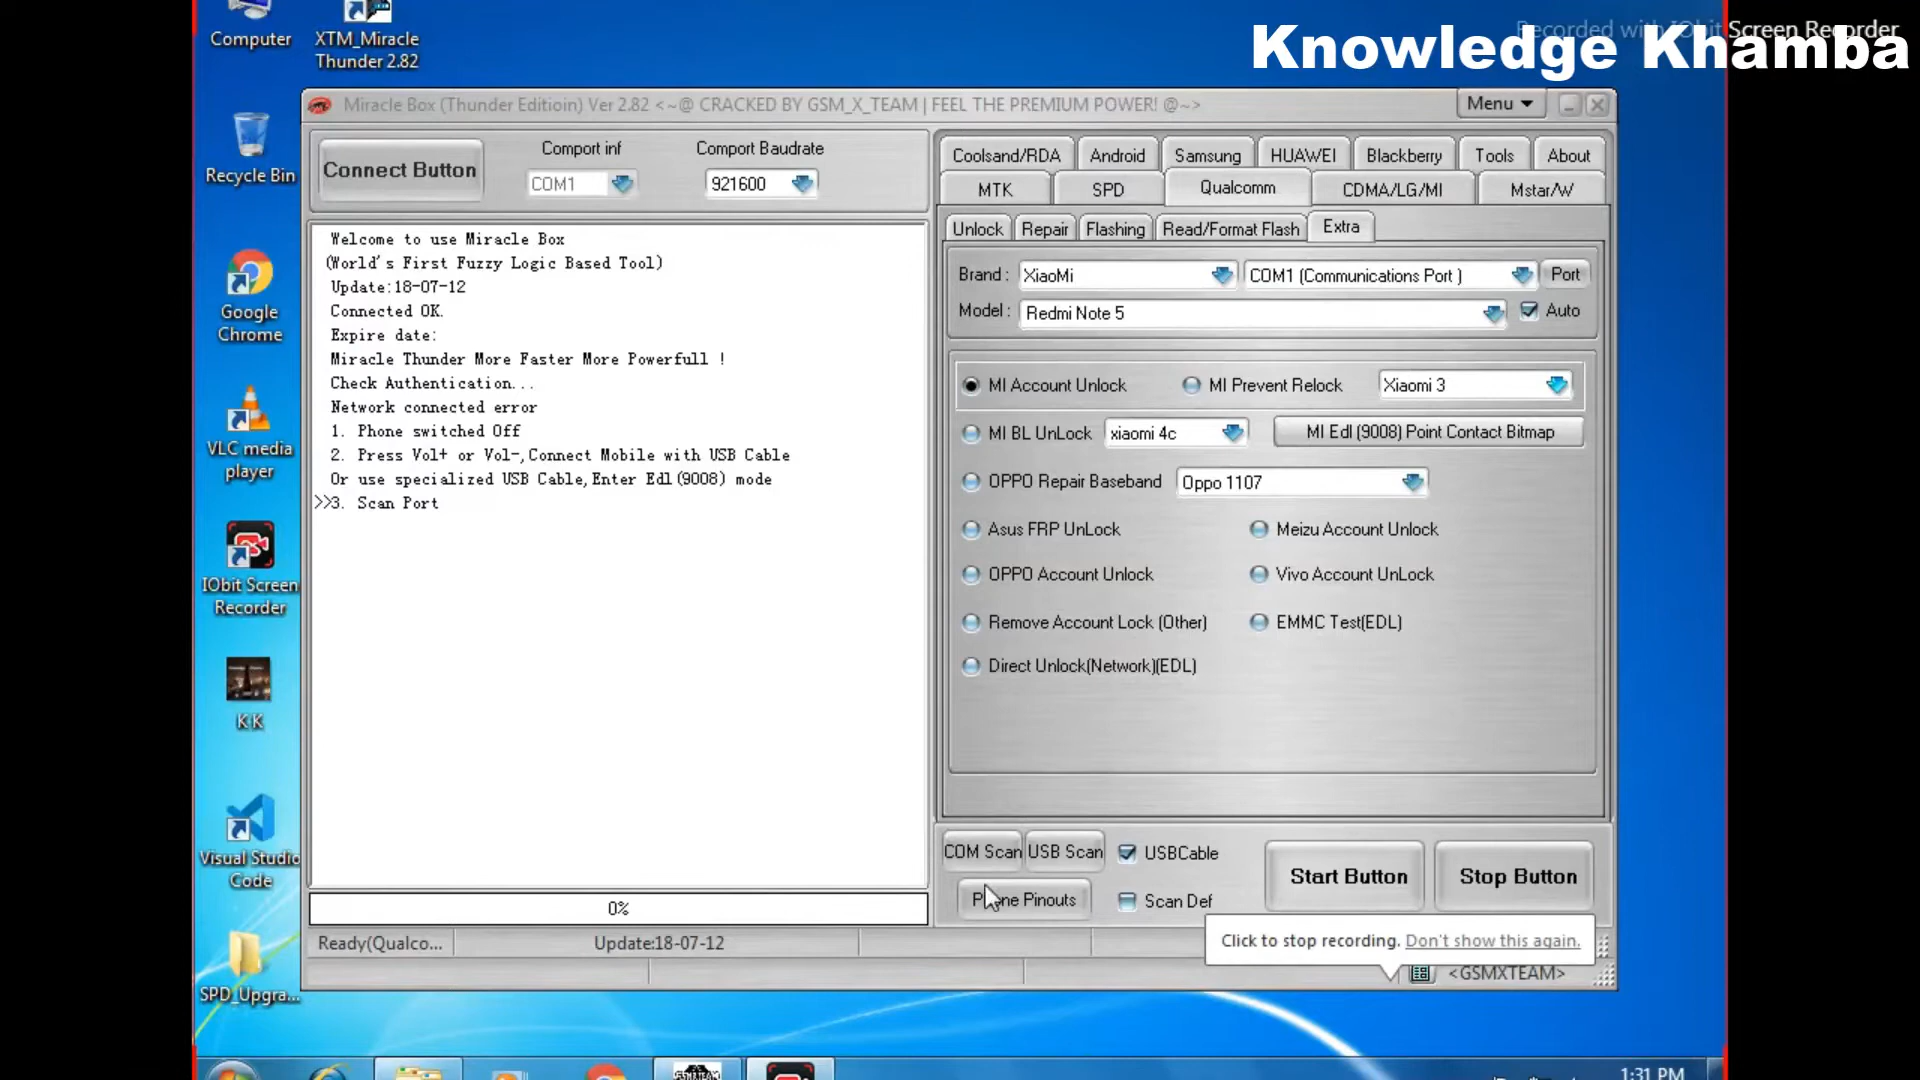 Knowledge Khamba
Recorded with IObit Screen Recorder
Computer
XTM_Miracle
Thunder 2.82
Recycle Bin
Google
Chrome
VLC media
player
IObit Screen
Recorder
K K
Visual Studio
Code
SPD_Upgra...
Miracle Box (Thunder Editioin) Ver 2.82 <~@ CRACKED BY GSM_X_TEAM | FEEL THE PREMIUM POWER! @~>
Menu
Connect Button
Comport inf
COM1
Comport Baudrate
921600
Welcome to use Miracle Box
(World's First Fuzzy Logic Based Tool)
Update:18-07-12
Connected OK.
Expire date:
Miracle Thunder More Faster More Powerfull !
Check Authentication...
Network connected error
1. Phone switched Off
2. Press Vol+ or Vol-,Connect Mobile with USB Cable
Or use specialized USB Cable,Enter Edl(9008) mode
>>3. Scan Port
0%
Ready(Qualco...
Update:18-07-12
Coolsand/RDA
Android
Samsung
HUAWEI
Blackberry
Tools
About
MTK
SPD
Qualcomm
CDMA/LG/MI
Mstar/W
Unlock
Repair
Flashing
Read/Format Flash
Extra
Brand :
XiaoMi
COM1 (Communications Port )
Port
Model :
Redmi Note 5
Auto
MI Account Unlock
MI Prevent Relock
Xiaomi 3
MI BL UnLock
xiaomi 4c
MI Edl (9008) Point Contact Bitmap
OPPO Repair Baseband
Oppo 1107
Asus FRP UnLock
Meizu Account Unlock
OPPO Account Unlock
Vivo Account UnLock
Remove Account Lock (Other)
EMMC Test(EDL)
Direct Unlock(Network)(EDL)
COM Scan
USB Scan
USBCable
Start Button
Stop Button
Pinouts
Scan Def
Click to stop recording. Don't show this again.
<GSMXTEAM>
1:31 PM